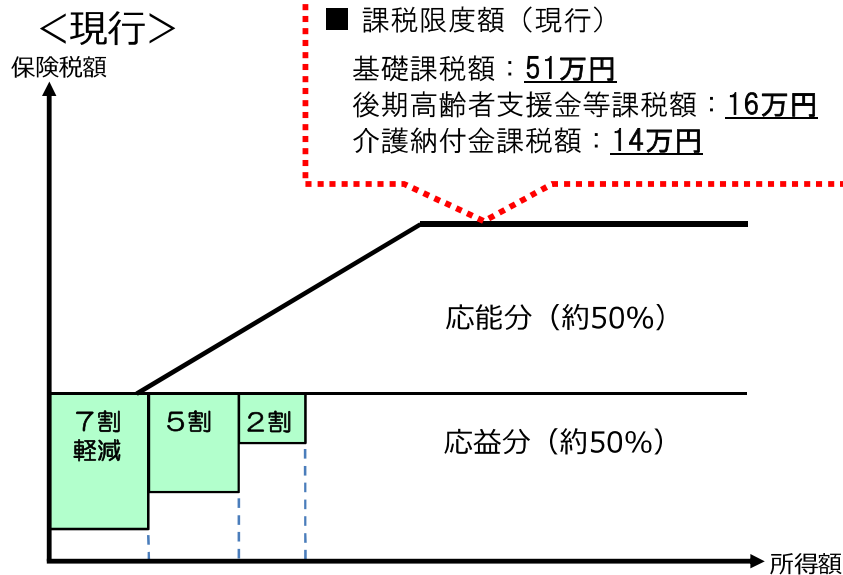 ＜現行＞
保険税額
■ 課税限度額（現行）
基礎課税額：51万円
後期高齢者支援金等課税額：16万円
介護納付金課税額：14万円
応能分（約50%）
７割
軽減
５割
２割
応益分（約50%）
所得額